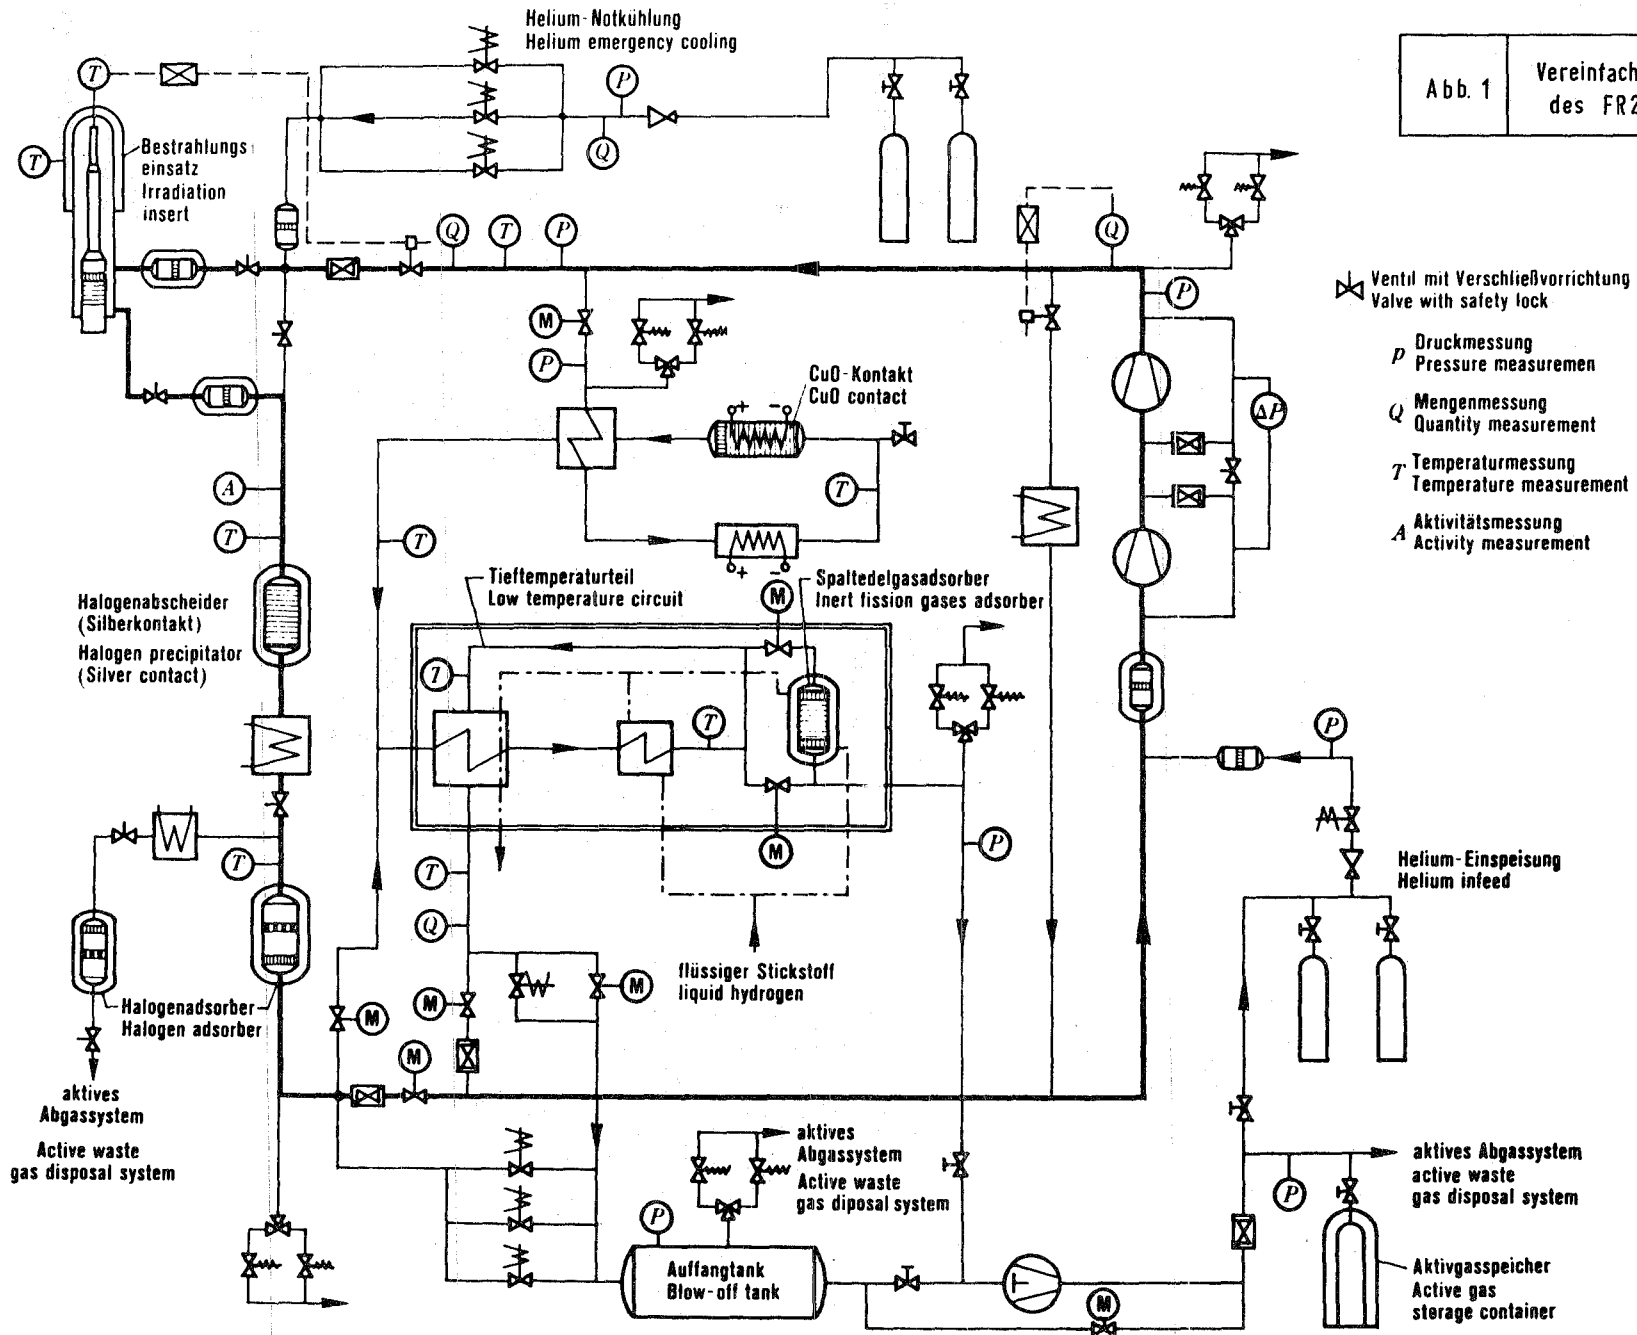 Helium-Notkühlung
Helium emergency cooling
Abb. 1
Vereinfach
des FR2
T
P
Q
T
Bestrahlungs
einsatz
Irradiation
insert
Q
T
P
Q
P
Ventil mit Verschließvorrichtung
Valve with safety lock
P Druckmessung
Pressure measuremen
Q Mengenmessung
Quantity measurement
T Temperaturmessung
Temperature measurement
A Aktivitätsmessung
Activity measurement
M
P
CuO-Kontakt
CuO contact
+ -
ΔP
A
T
T
T
+ -
Tieftemperaturteil
Low temperature circuit
M
Spaltedelgasadsorber
Inert fission gases adsorber
Halogenabscheider
(Silberkontakt)
Halogen precipitator
(Silver contact)
T
T
P
T
M
P
T
Q
Helium-Einspeisung
Helium infeed
flüssiger Stickstoff
liquid hydrogen
M
M
M
M
Halogenadsorber
Halogen adsorber
aktives
Abgassystem
Active waste
gas disposal system
aktives
Abgassystem
Active waste
gas diposal system
P
P
aktives Abgassystem
active waste
gas disposal system
Auffangtank
Blow-off tank
M
Aktivgasspeicher
Active gas
storage container